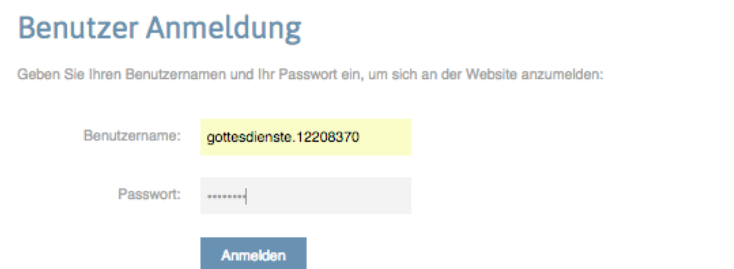 Benutzer Anmeldung
Geben Sie Ihren Benutzernamen und Ihr Passwort ein, um sich an der Website anzumelden:
Benutzername: gottesdienste.12208370
Passwort: ••••••••
Anmelden